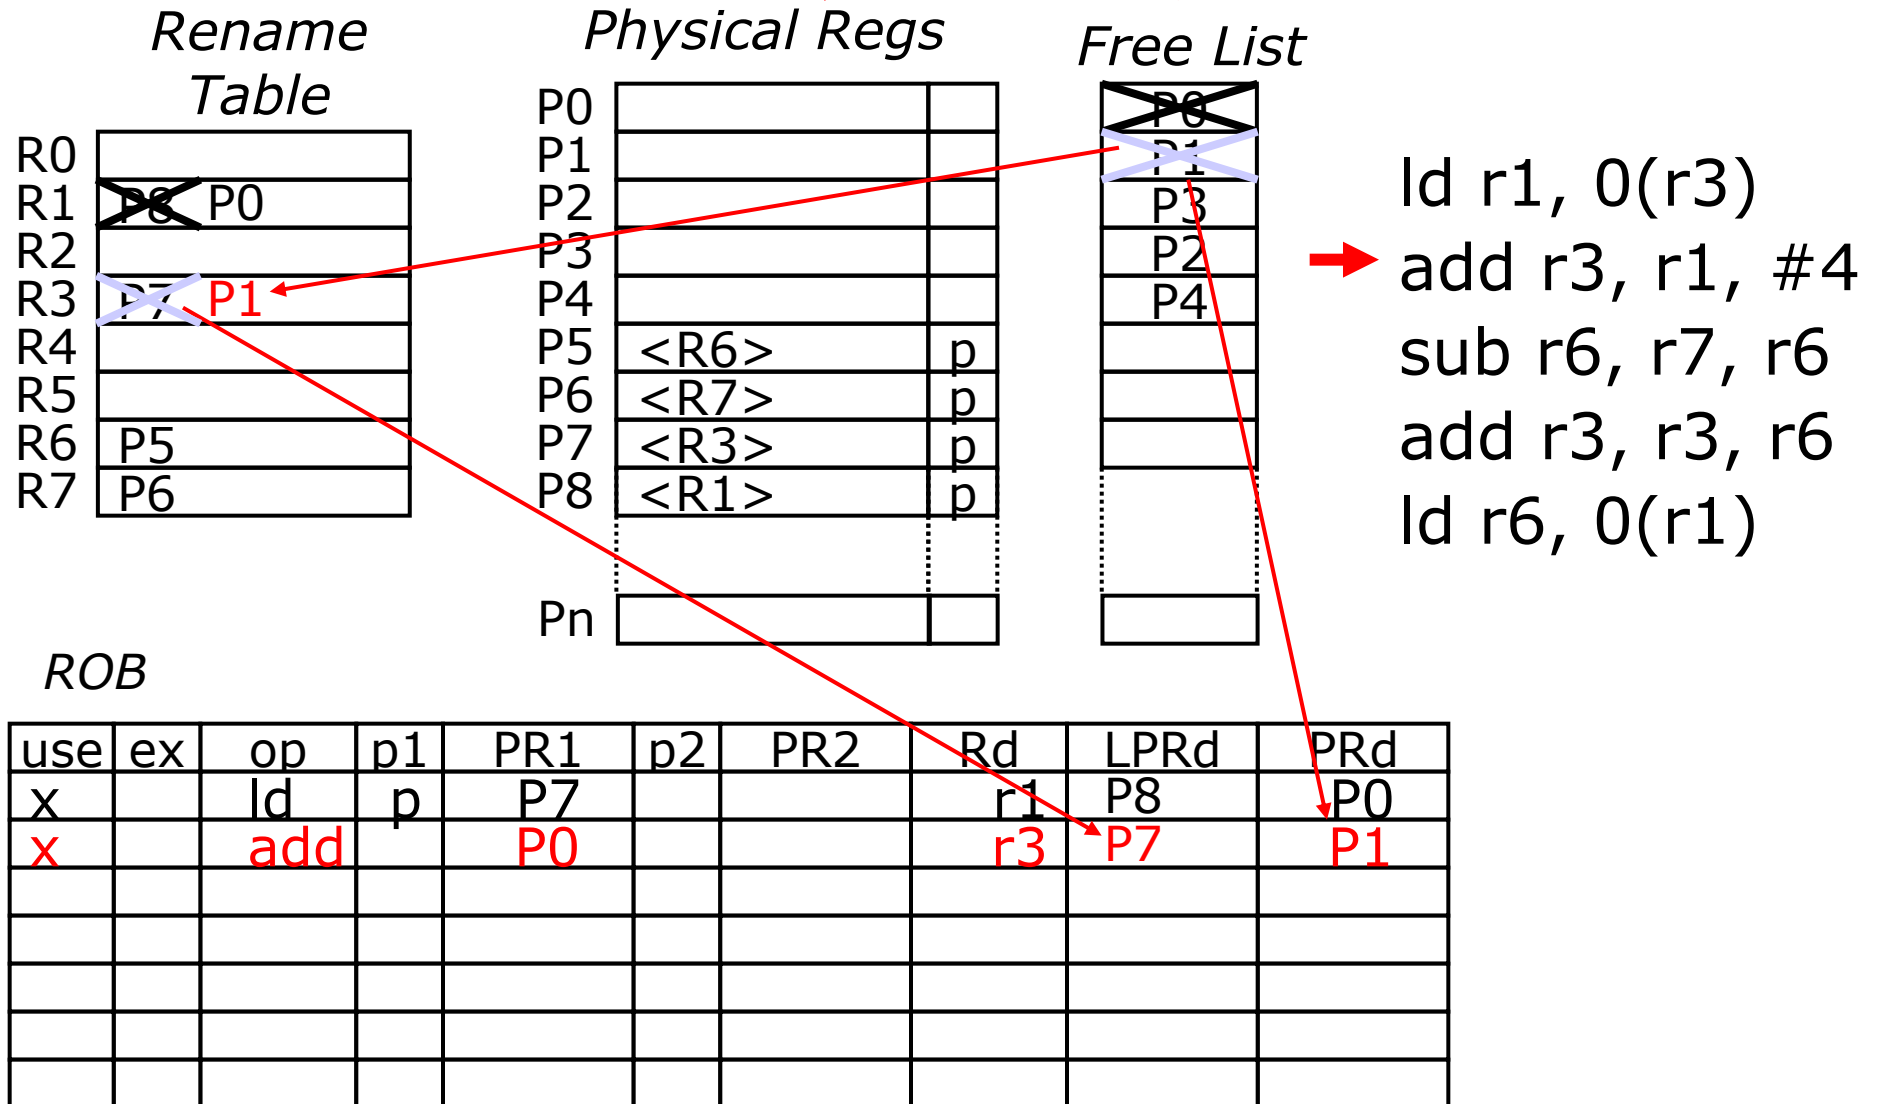 Rename
Table
R0
R1 P8 P0
R2
R3 P7 P1
R4
R5
R6 P5
R7 P6
Physical Regs
P0
P1
P2
P3
P4
P5 <R6> p
P6 <R7> p
P7 <R3> p
P8 <R1> p
Pn
Free List
P0
P1
P3
P2
P4
ld r1, 0(r3)
add r3, r1, #4
sub r6, r7, r6
add r3, r3, r6
ld r6, 0(r1)
ROB
use ex op p1 PR1 p2 PR2 Rd LPRd PRd
x ld p P7 r1 P8 P0
x add P0 r3 P7 P1